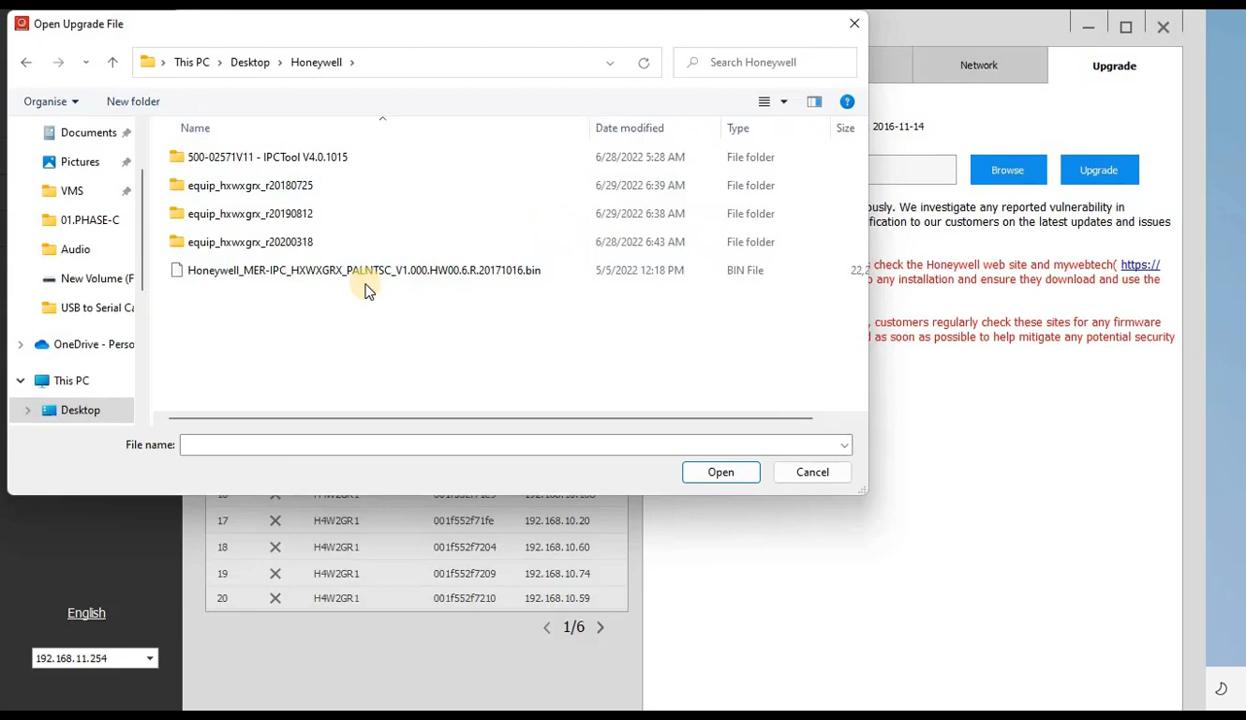 Open Upgrade File
This PC > Desktop > Honeywell >
Search Honeywell
Organise
New folder
Documents
Pictures
VMS
01.PHASE-C
Audio
New Volume (F
USB to Serial Ca
OneDrive - Perso
This PC
Desktop
Name Date modified Type Size
500-02571V11 - IPCTool V4.0.1015 6/28/2022 5:28 AM File folder
equip_hxwxgrx_r20180725 6/29/2022 6:39 AM File folder
equip_hxwxgrx_r20190812 6/29/2022 6:38 AM File folder
equip_hxwxgrx_r20200318 6/28/2022 6:43 AM File folder
Honeywell_MER-IPC_HXWXGRX_PALNTSC_V1.000.HW00.6.R.20171016.bin 5/5/2022 12:18 PM BIN File 22,2
File name:
Open Cancel
Network Upgrade
2016-11-14
Browse Upgrade
usly. We investigate any reported vulnerability in
fication to our customers on the latest updates and issues
check the Honeywell web site and mywebtech( https://
o any installation and ensure they download and use the
, customers regularly check these sites for any firmware
d as soon as possible to help mitigate any potential security
17 H4W2GR1 001f552f71fe 192.168.10.20
18 H4W2GR1 001f552f7204 192.168.10.60
19 H4W2GR1 001f552f7209 192.168.10.74
20 H4W2GR1 001f552f7210 192.168.10.59
< 1/6 >
English
192.168.11.254